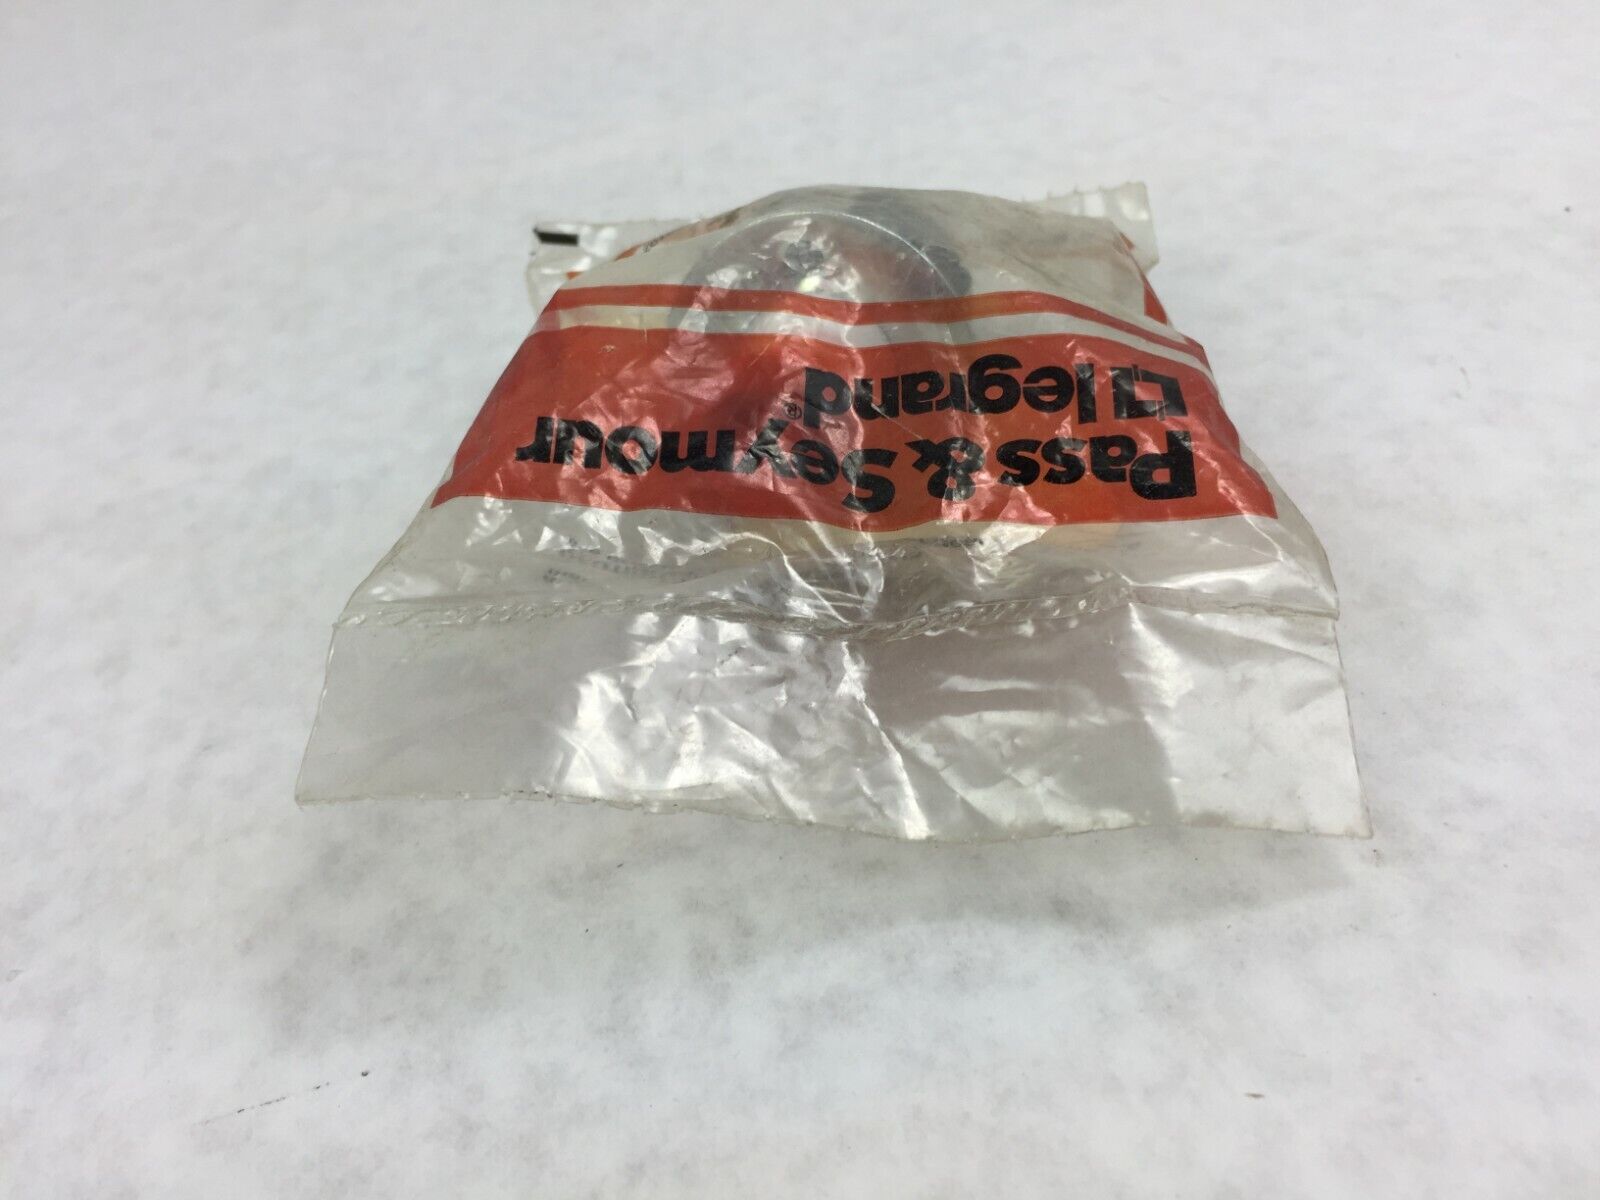 Pass & Seymour®
legrand